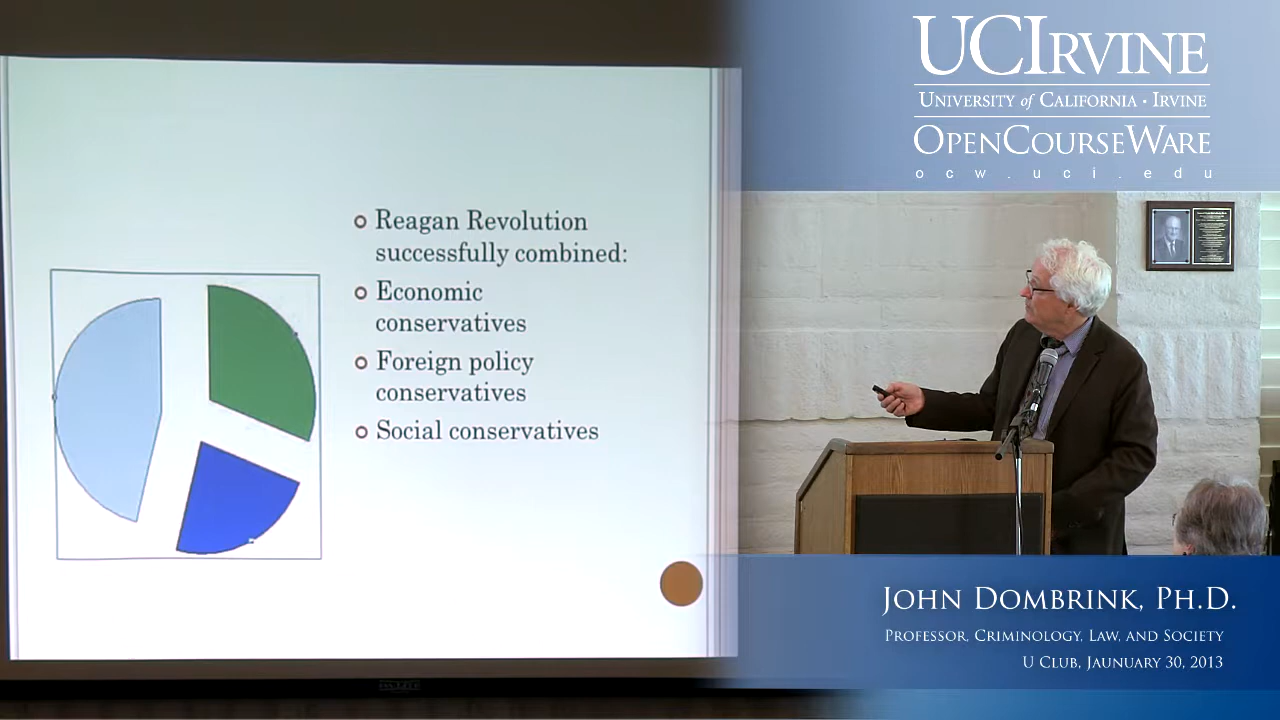 Reagan Revolution
successfully combined:
Economic
conservatives
Foreign policy
conservatives
Social conservatives
UCIRVINE
UNIVERSITY of CALIFORNIA · IRVINE
OPENCOURSEWARE
ocw.uci.edu
JOHN DOMBRINK, PH.D.
PROFESSOR, CRIMINOLOGY, LAW, AND SOCIETY
U CLUB, JAUNUARY 30, 2013